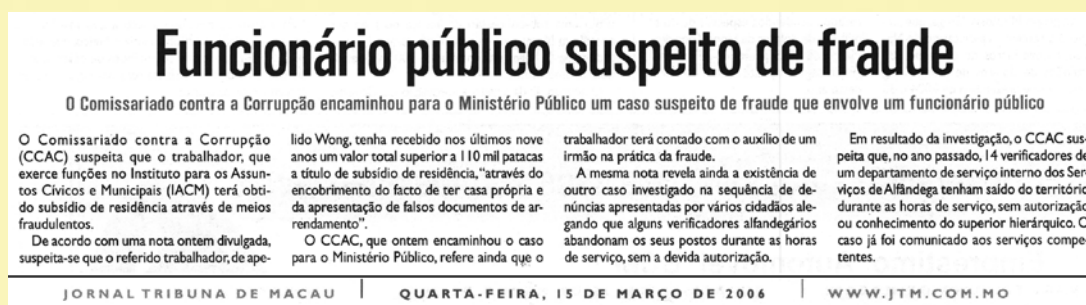 Funcionário público suspeito de fraude
O Comissariado contra a Corrupção encaminhou para o Ministério Público um caso suspeito de fraude que envolve um funcionário público
O Comissariado contra a Corrupção
(CCAC) suspeita que o trabalhador, que
exerce funções no Instituto para os Assun-
tos Cívicos e Municipais (IACM) terá obti-
do subsídio de residência através de meios
fraudulentos.
De acordo com uma nota ontem divulgada,
suspeita-se que o referido trabalhador, de ape-
lido Wong, tenha recebido nos últimos nove
anos um valor total superior a 110 mil patacas
a título de subsídio de residência, "através do
encobrimento do facto de ter casa própria e
da apresentação de falsos documentos de ar-
rendamento".
O CCAC, que ontem encaminhou o caso
para o Ministério Público, refere ainda que o
trabalhador terá contado com o auxílio de um
irmão na prática da fraude.
A mesma nota revela ainda a existência de
outro caso investigado na sequência de de-
núncias apresentadas por vários cidadãos ale-
gando que alguns verificadores alfandegários
abandonam os seus postos durante as horas
de serviço, sem a devida autorização.
Em resultado da investigação, o CCAC sus-
peita que, no ano passado, 14 verificadores de
um departamento de serviço interno dos Ser-
viços de Alfândega tenham saído do território
durante as horas de serviço, sem autorização
ou conhecimento do superior hierárquico. O
caso já foi comunicado aos serviços compe-
tentes.
JORNAL TRIBUNA DE MACAU | QUARTA-FEIRA, 15 DE MARÇO DE 2006 | WWW.JTM.COM.MO